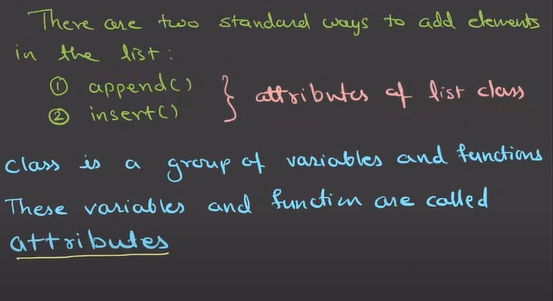 There are two standard ways to add elements
in the list:
① append()
② insert()
} attributes of list class
Class is a group of variables and functions
These variables and function are called
attributes